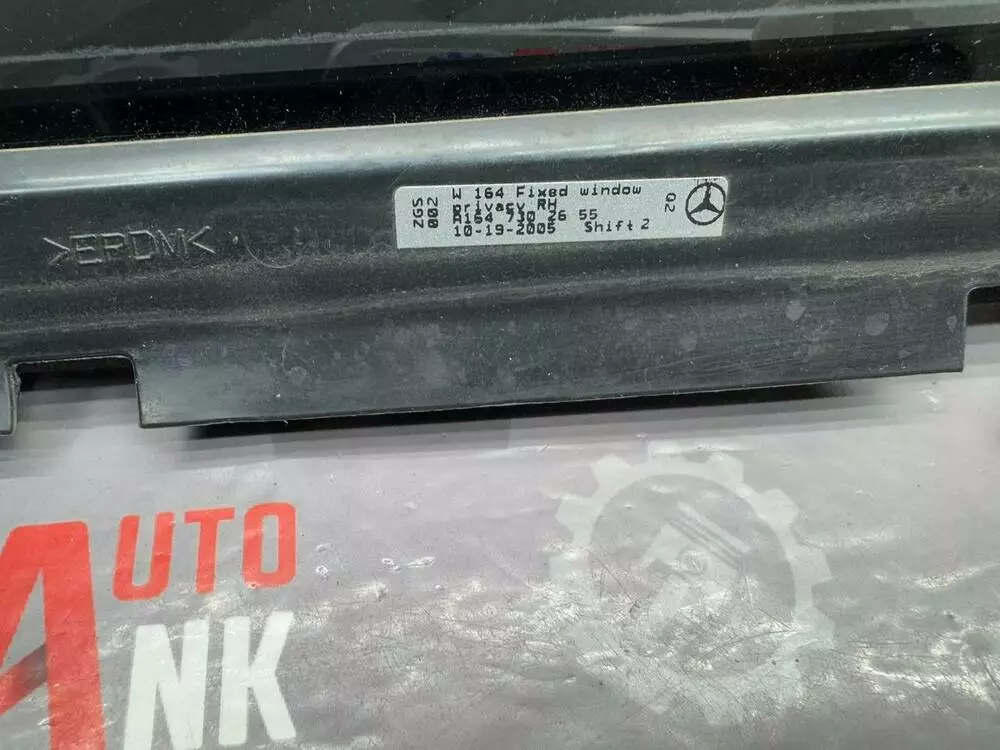 ZGS
002
W 164 Fixed window
privacy RH
A164 730 26 55
10-19-2005 Shift 2
Q2
>EPDM<
AUTO
NK